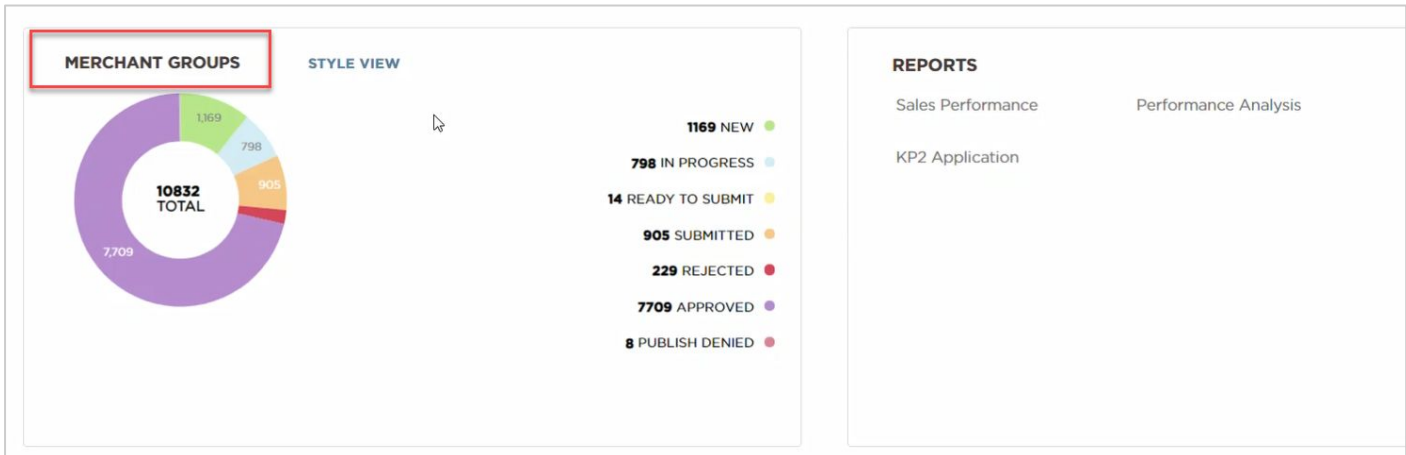 MERCHANT GROUPS
STYLE VIEW
1,169
798
905
7,709
10832
TOTAL
1169 NEW
798 IN PROGRESS
14 READY TO SUBMIT
905 SUBMITTED
229 REJECTED
7709 APPROVED
8 PUBLISH DENIED
REPORTS
Sales Performance
Performance Analysis
KP2 Application